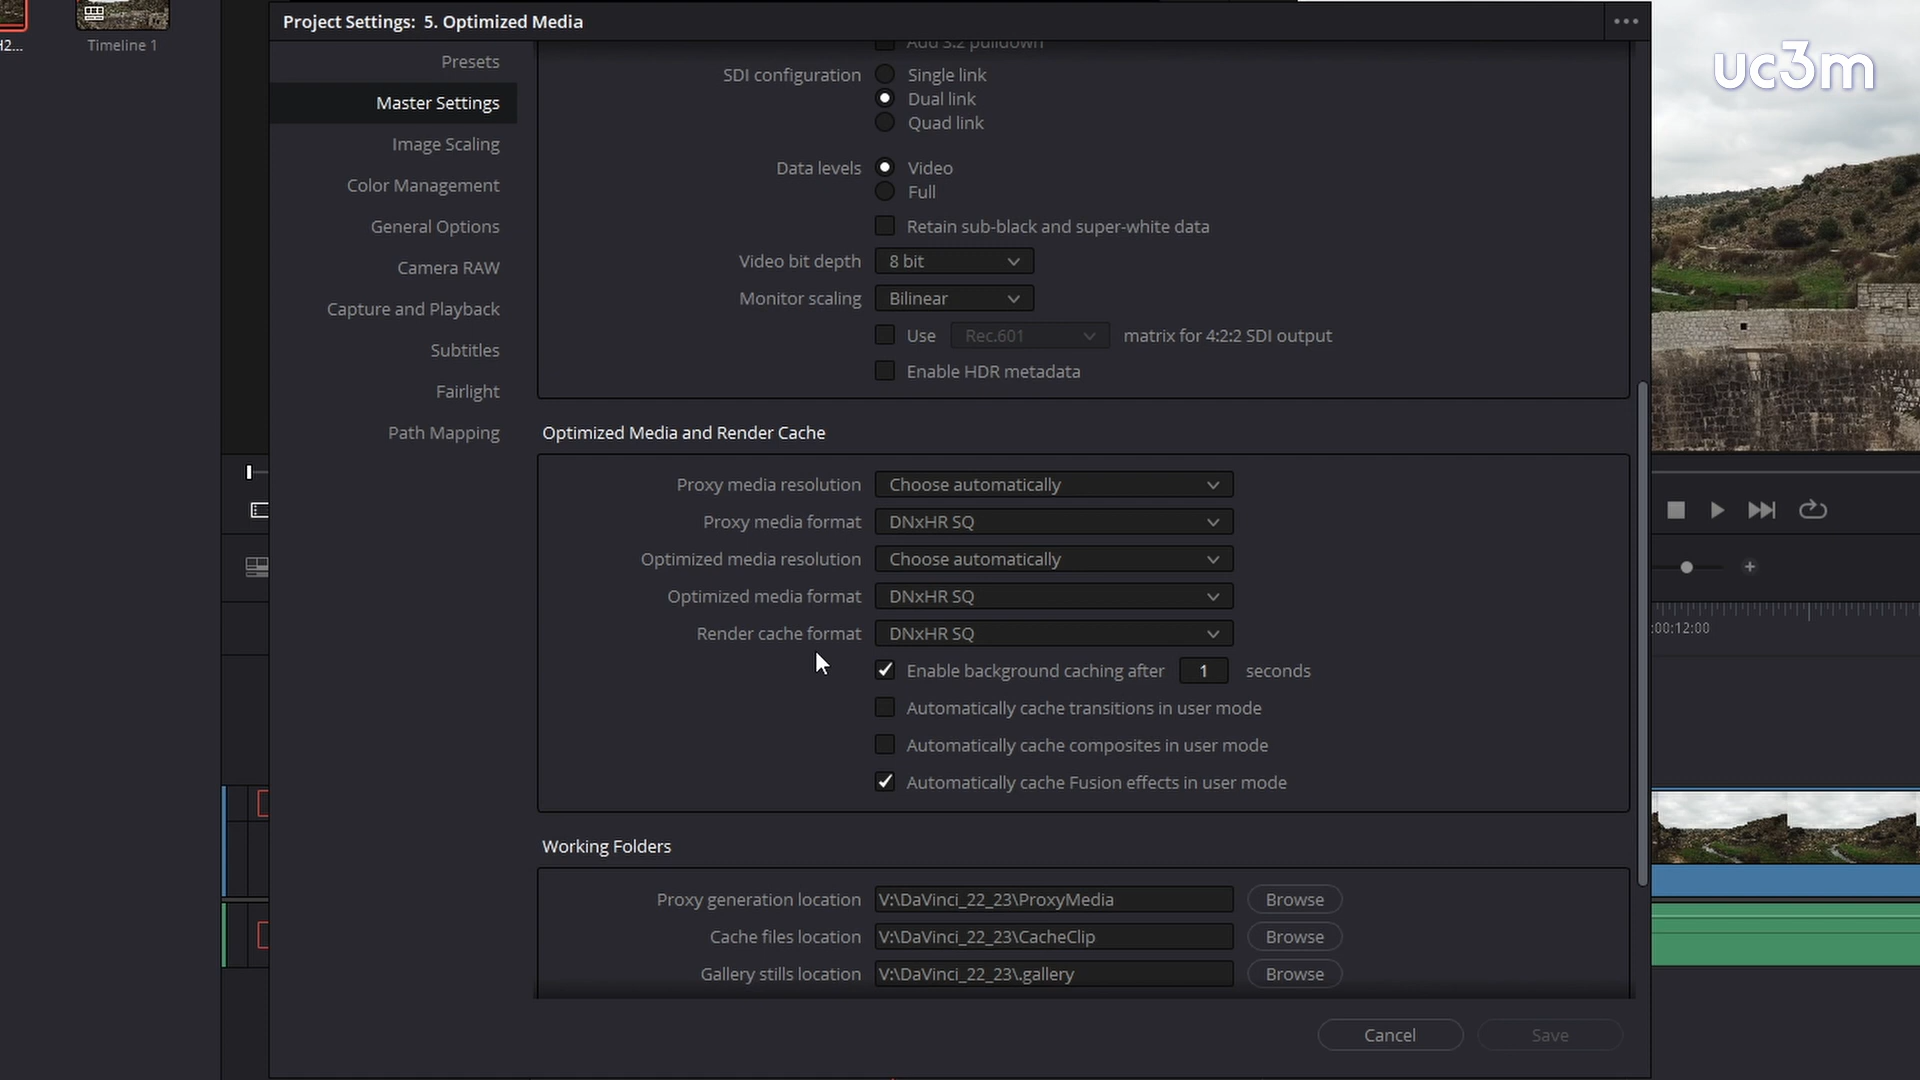 Project Settings: 5. Optimized Media
uc3m
H2...
Timeline 1
Presets
Master Settings
Image Scaling
Color Management
General Options
Camera RAW
Capture and Playback
Subtitles
Fairlight
Path Mapping
Add 3:2 pulldown
SDI configuration
Single link
Dual link
Quad link
Data levels
Video
Full
Retain sub-black and super-white data
Video bit depth
8 bit
Monitor scaling
Bilinear
Use Rec.601 matrix for 4:2:2 SDI output
Enable HDR metadata
Optimized Media and Render Cache
Proxy media resolution
Choose automatically
Proxy media format
DNxHR SQ
Optimized media resolution
Choose automatically
Optimized media format
DNxHR SQ
Render cache format
DNxHR SQ
Enable background caching after 1 seconds
Automatically cache transitions in user mode
Automatically cache composites in user mode
Automatically cache Fusion effects in user mode
Working Folders
Proxy generation location
V:\DaVinci_22_23\ProxyMedia
Browse
Cache files location
V:\DaVinci_22_23\CacheClip
Browse
Gallery stills location
V:\DaVinci_22_23\.gallery
Browse
Cancel
Save
:00:12:00